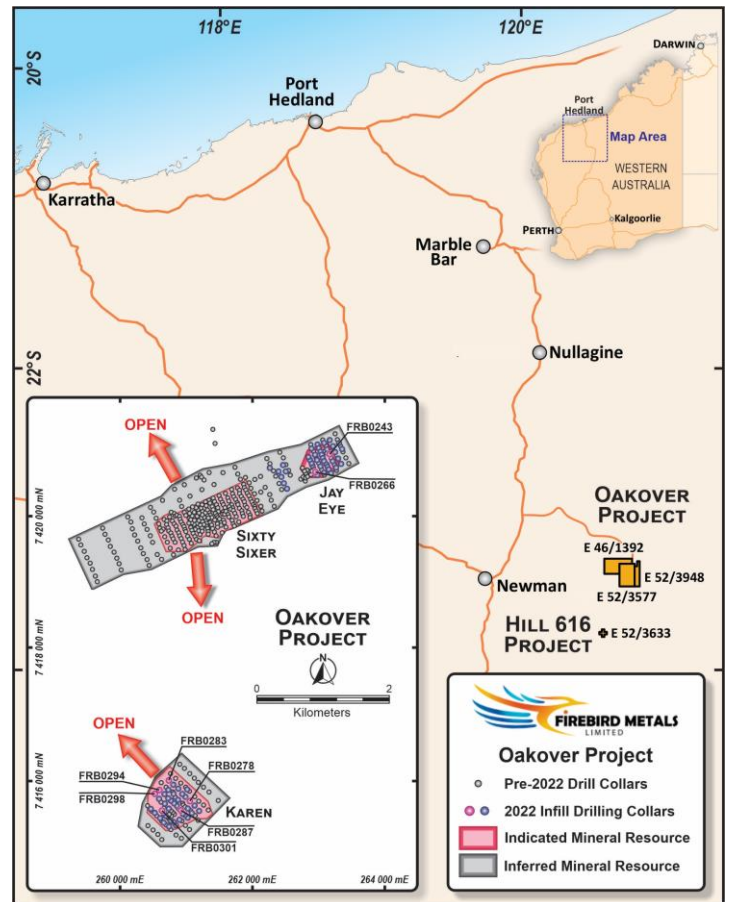 118°E
120°E
20°S
22°S
DARWIN
Port
Hedland
Map Area
WESTERN
AUSTRALIA
Kalgoorlie
PERTH
Port
Hedland
Karratha
Marble
Bar
Nullagine
Newman
OAKOVER
PROJECT
E 46/1392
E 52/3948
E 52/3577
HILL 616
PROJECT
E 52/3633
OPEN
FRB0243
FRB0266
JAY
EYE
SIXTY
SIXER
OPEN
7 420 000 mN
7 418 000 mN
7 416 000 mN
OAKOVER
PROJECT
N
0
2
Kilometers
OPEN
FRB0283
FRB0294
FRB0278
FRB0298
KAREN
FRB0287
FRB0301
260 000 mE
262 000 mE
264 000 mE
FIREBIRD METALS
LIMITED
Oakover Project
Pre-2022 Drill Collars
2022 Infill Drilling Collars
Indicated Mineral Resource
Inferred Mineral Resource